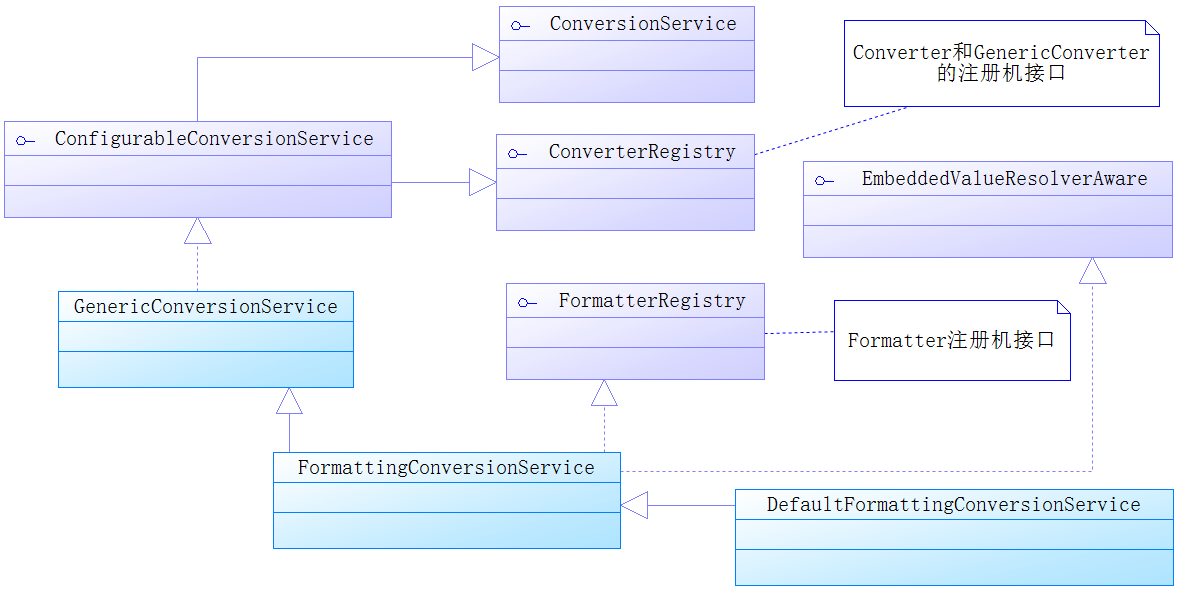 ConversionService
Converter和GenericConverter
的注册机接口
ConfigurableConversionService
ConverterRegistry
EmbeddedValueResolverAware
GenericConversionService
FormatterRegistry
Formatter注册机接口
FormattingConversionService
DefaultFormattingConversionService